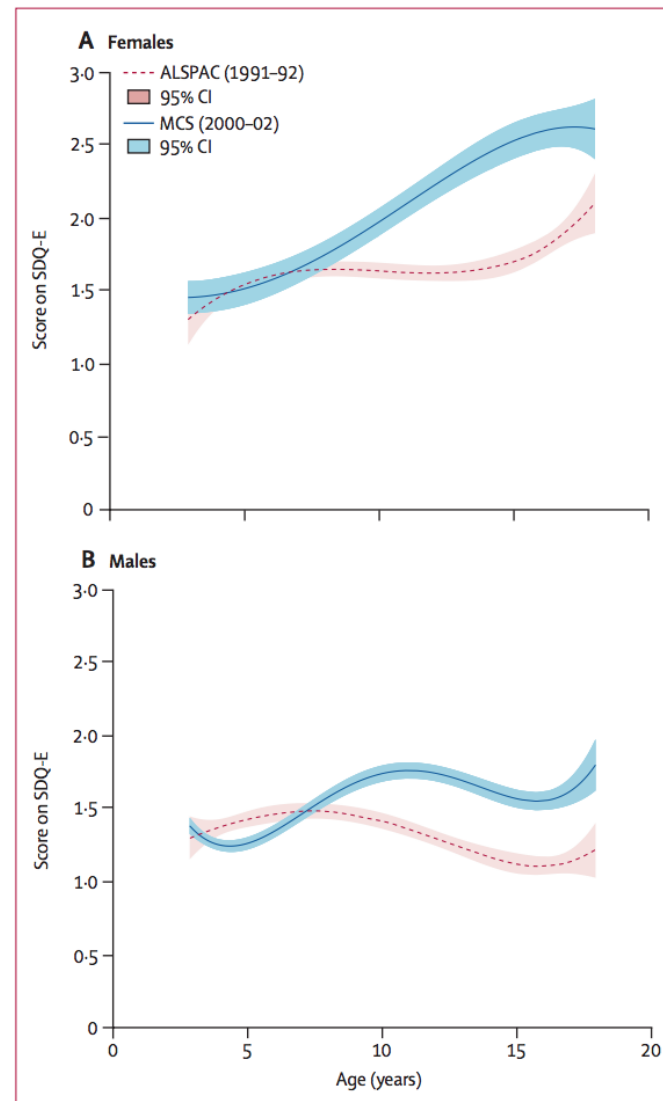 A Females
3·0
ALSPAC (1991–92)
95% CI
MCS (2000–02)
95% CI
2·5
2·0
1·5
1·0
0·5
0
Score on SDQ-E
B Males
3·0
2·5
2·0
1·5
1·0
0·5
0
Score on SDQ-E
0 5 10 15 20
Age (years)